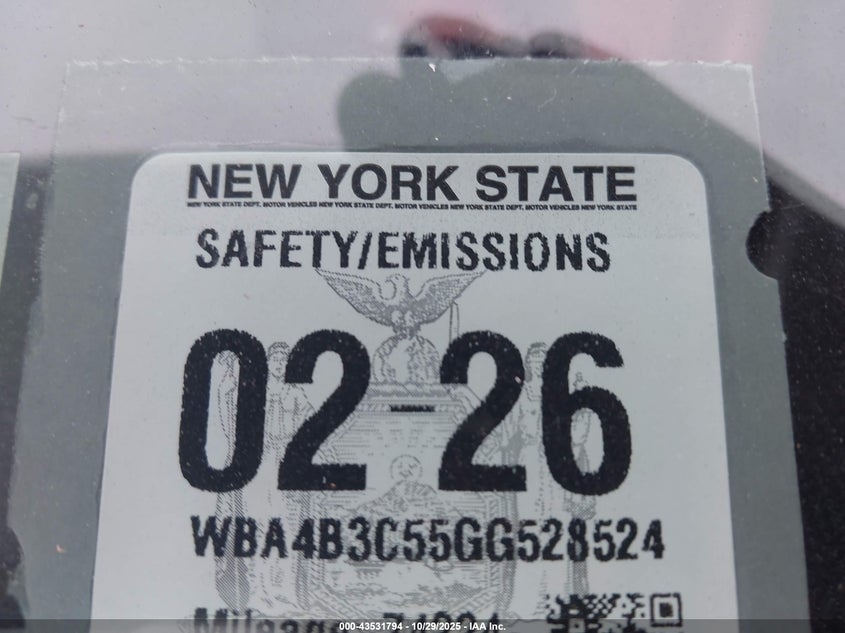 NEW YORK STATE
NEW YORK STATE DEPT. MOTOR VEHICLES NEW YORK STATE DEPT. MOTOR VEHICLES NEW YORK STATE DEPT. MOTOR VEHICLES NEW YORK STATE
SAFETY/EMISSIONS
02-26
WBA4B3C55GG528524
Mileage
000-43531794 - 10/29/2025 - IAA Inc.